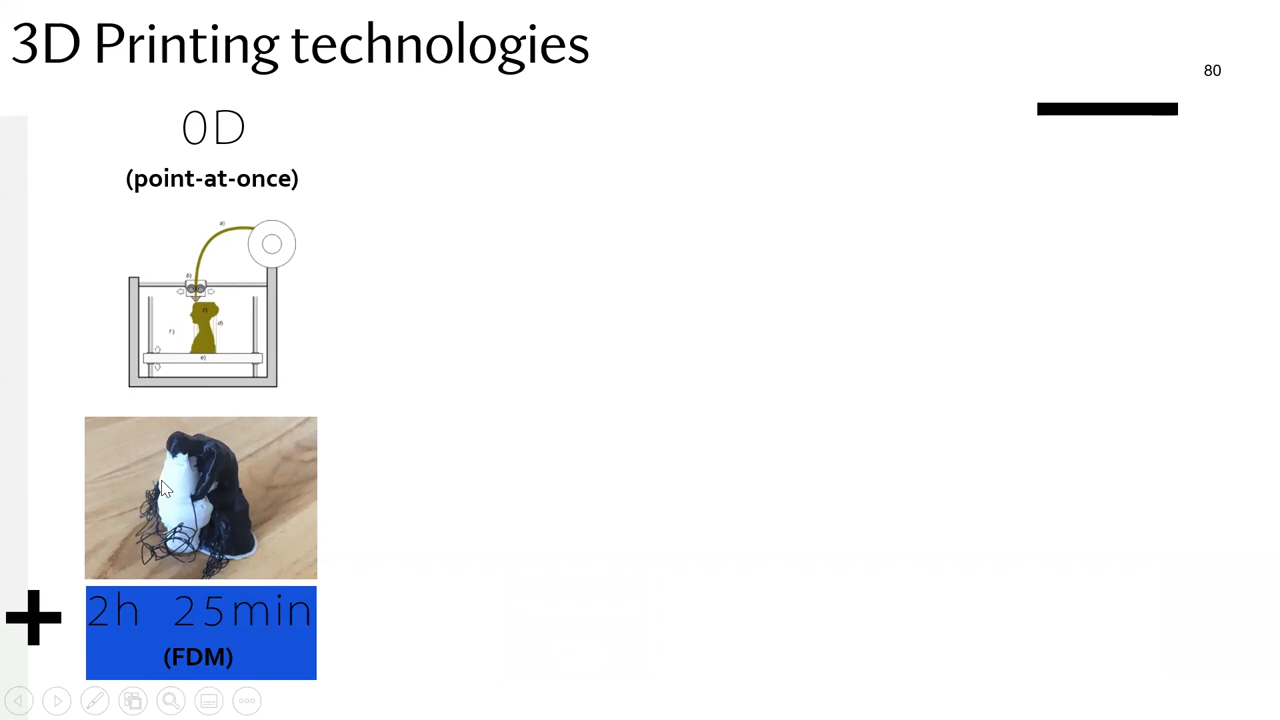 3D Printing technologies
80
0D
(point-at-once)
a)
b)
c)
d)
f)
e)
2h 25min
(FDM)